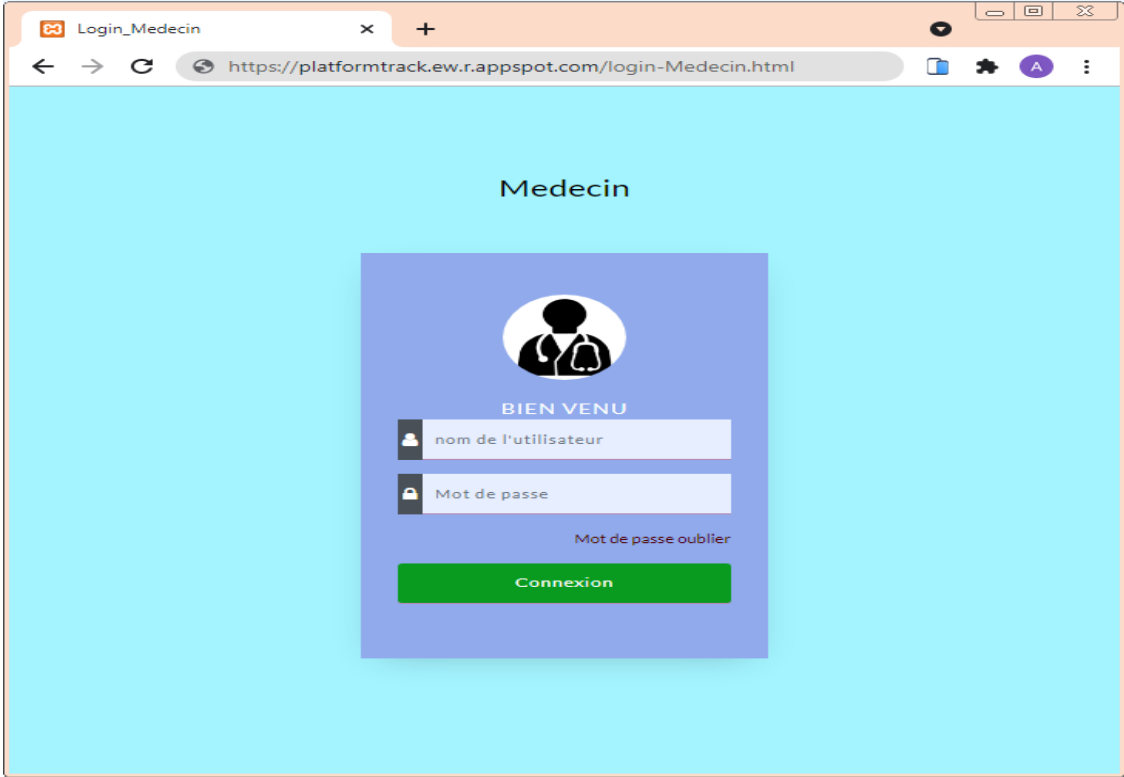 Login_Medecin
https://platformtrack.ew.r.appspot.com/login-Medecin.html
A
Medecin
BIEN VENU
nom de l'utilisateur
Mot de passe
Mot de passe oublier
Connexion